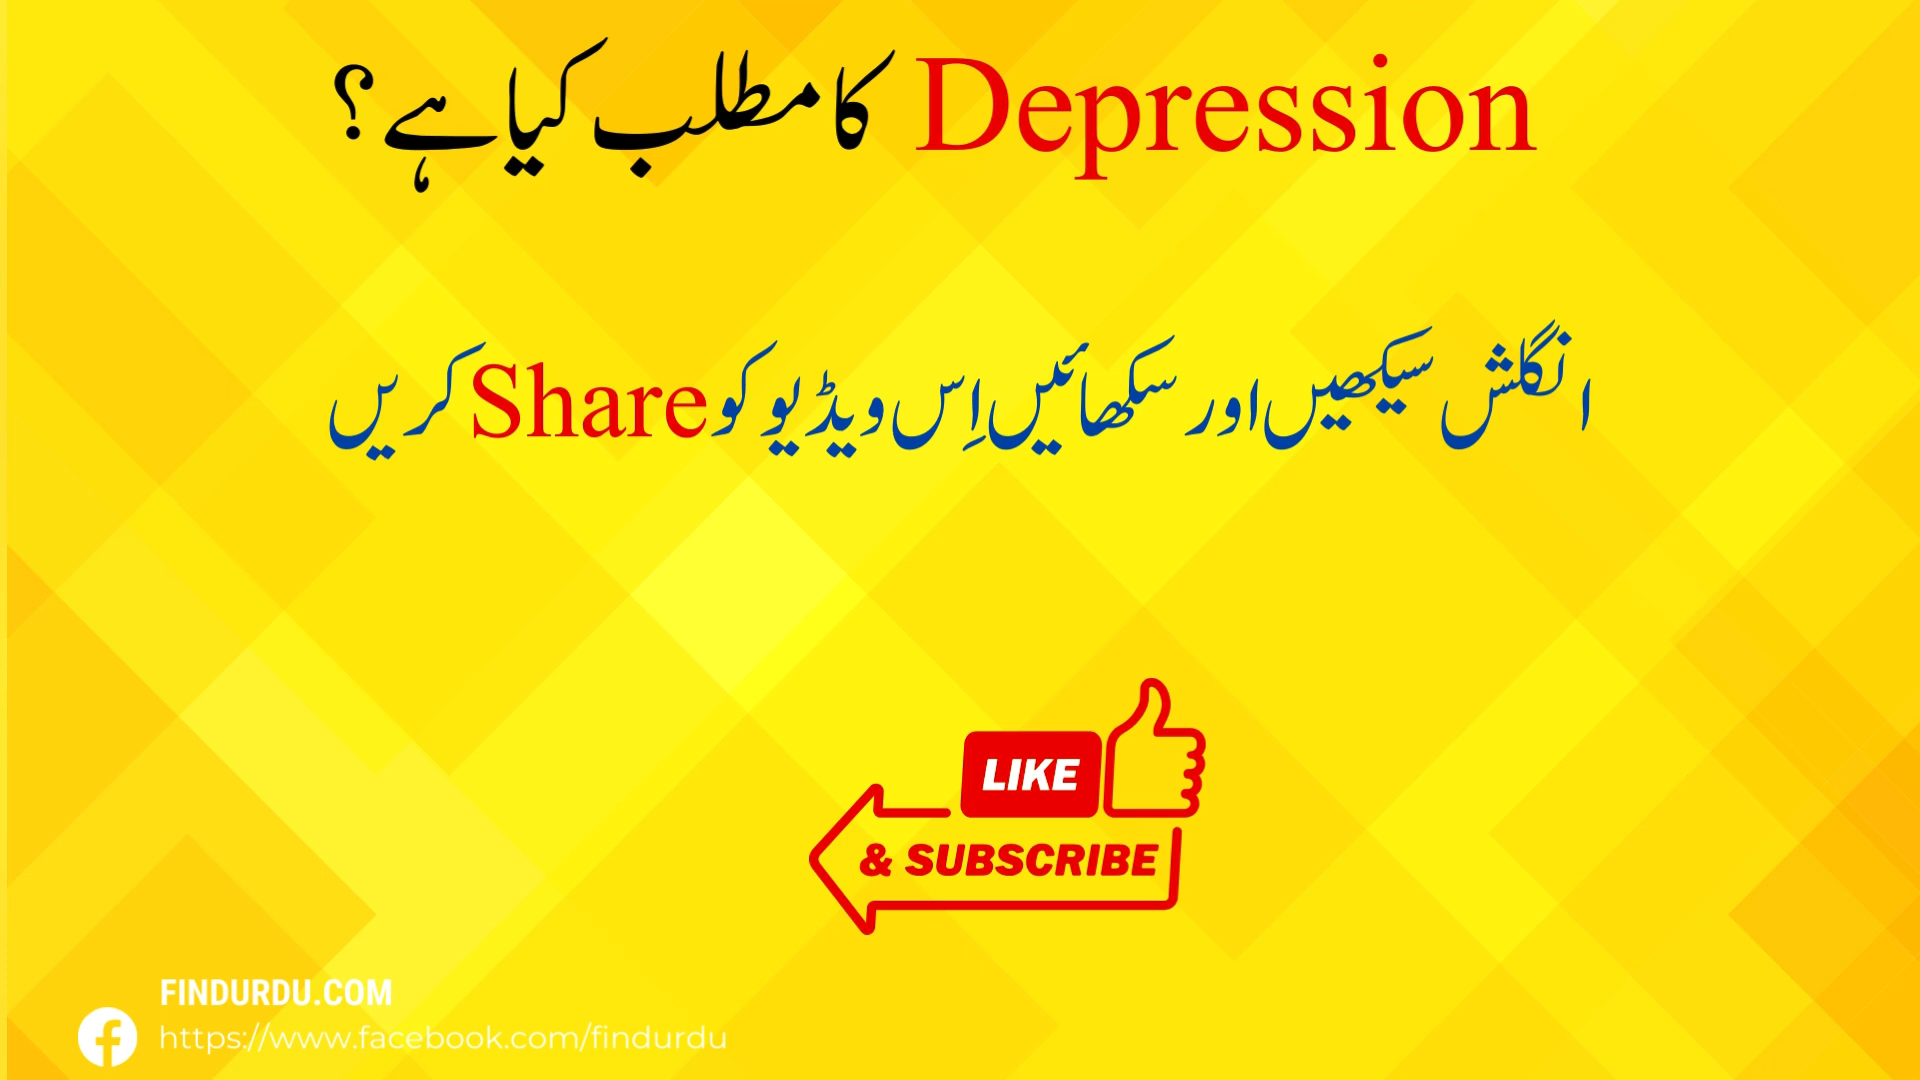 Depression کا مطلب کیا ہے؟
انگلش سیکھیں اور سکھائیں اِس ویڈیو کو Share کریں
LIKE
& SUBSCRIBE
FINDURDU.COM
https://www.facebook.com/findurdu